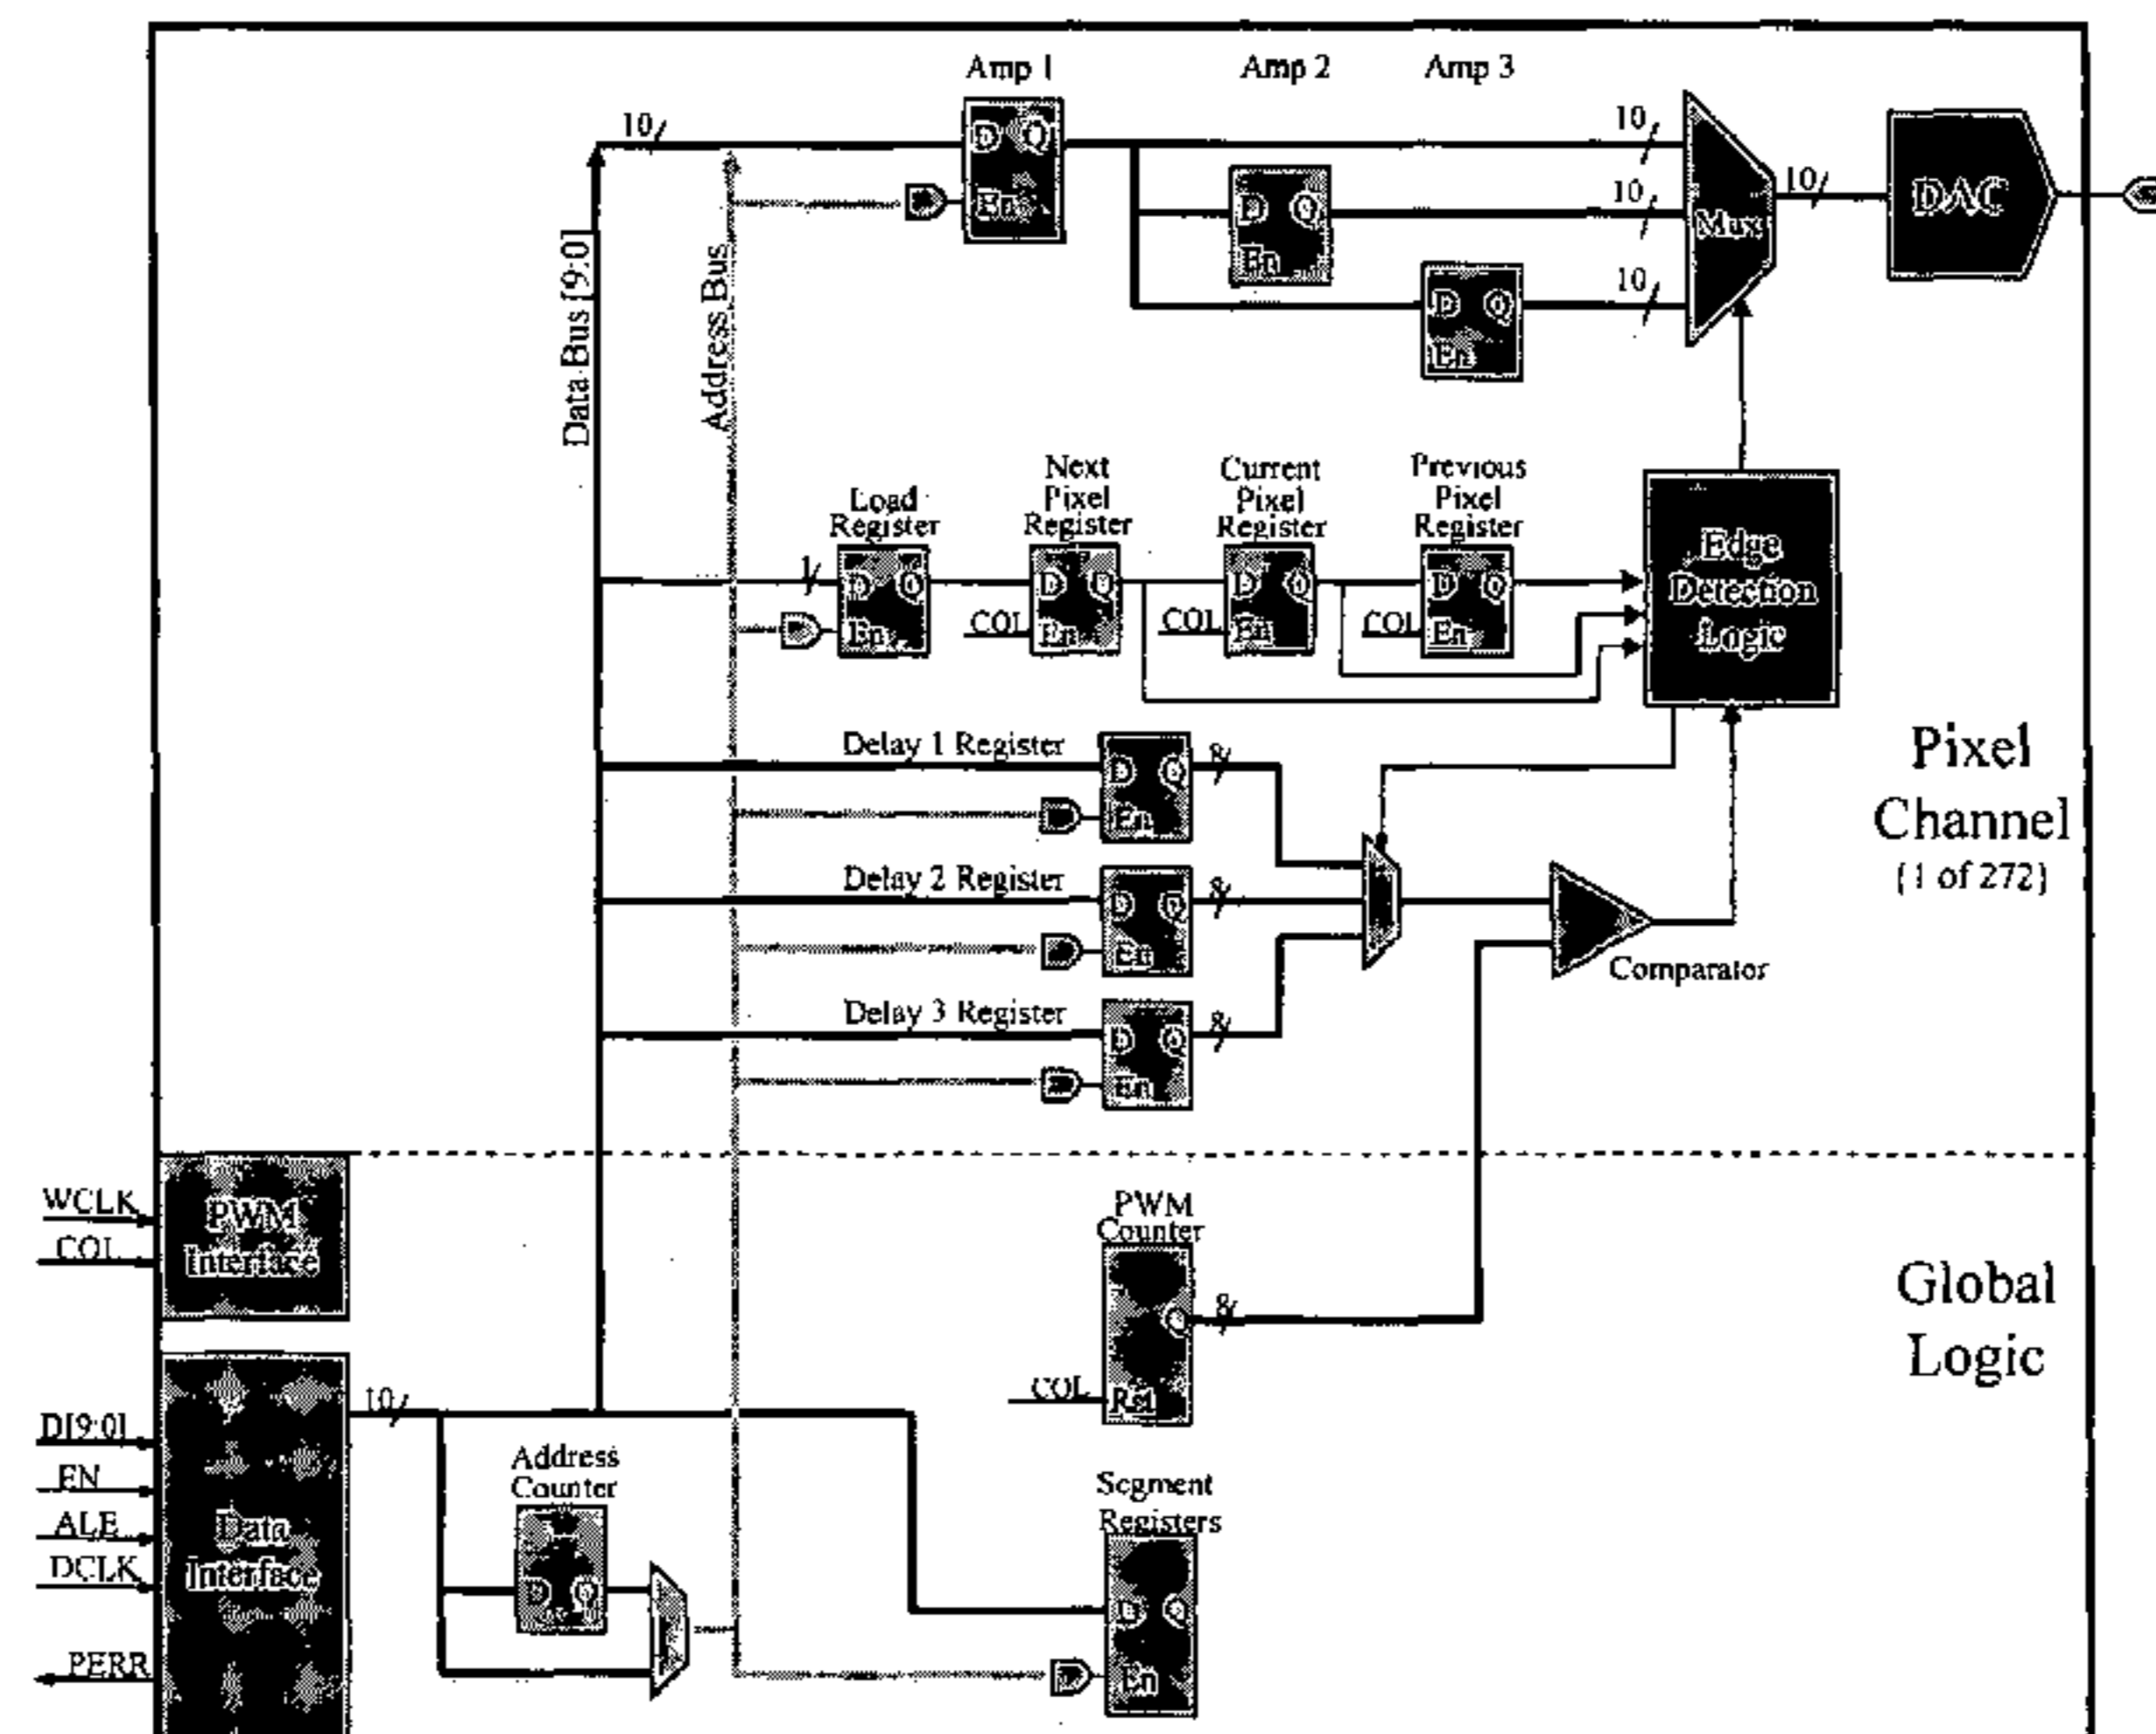 Amp 1
Amp 2
Amp 3
10
D Q
En
10
10
10
D Q
En
D Q
En
Mux
10
DAC
Data Bus [9:0]
Address Bus
Load
Register
Next
Pixel
Register
Current
Pixel
Register
Previous
Pixel
Register
1
D Q
En
COL
D Q
En
COL
D Q
En
COL
D Q
En
Edge
Detection
Logic
Delay 1 Register
D Q
En
8
Delay 2 Register
D Q
En
8
Delay 3 Register
D Q
En
8
Comparator
Pixel
Channel
(1 of 272)
WCLK
COL
PWM
Interface
PWM
Counter
Q
8
COL
Rst
Global
Logic
D[9:0]
EN
ALE
DCLK
PERR
Data
Interface
10
Address
Counter
D Q
Segment
Registers
D Q
En